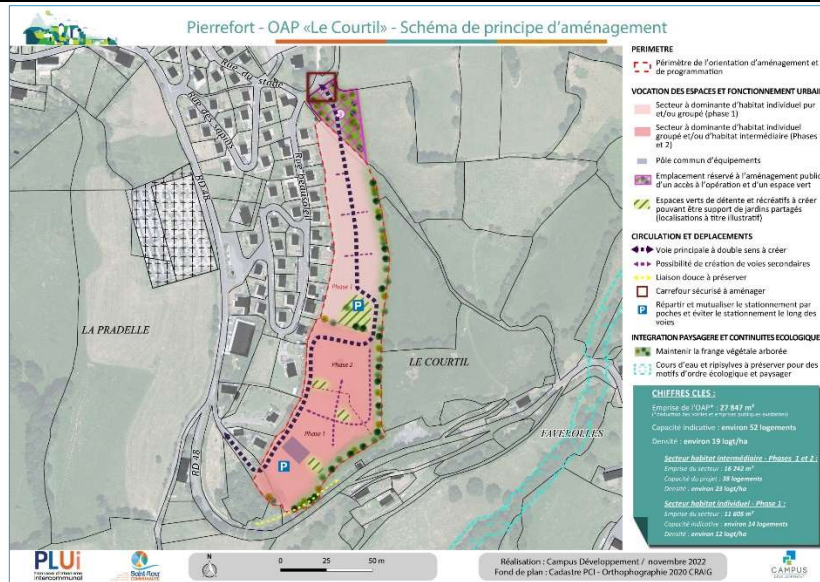 Pierrefort - OAP «Le Courtil» - Schéma de principe d'aménagement
Rue du stade
Rue des Sapins
Rue Beausoleil
RD 48
Phase 1
LA PRADELLE
LE COURTIL
Phase 2
FAVEROLLES
Phase 1
RD 48
P
P
PERIMETRE
Périmètre de l'orientation d'aménagement et
de programmation
VOCATION DES ESPACES ET FONCTIONNEMENT URBAIN
Secteur à dominante d'habitat individuel pur
et/ou groupé (phase 1)
Secteur à dominante d'habitat individuel
groupé et/ou d'habitat intermédiaire (Phases 1
et 2)
Pôle commun d'équipements
Emplacement réservé à l'aménagement public
d'un accès à l'opération et d'un espace vert
Espaces verts de détente et récréatifs à créer
pouvant être support de jardins partagés
(localisations à titre illustratif)
CIRCULATION ET DEPLACEMENTS
Voie principale à double sens à créer
Possibilité de création de voies secondaires
Liaison douce à préserver
Carrefour sécurisé à aménager
P
Répartir et mutualiser le stationnement par
poches et éviter le stationnement le long des
voies
INTEGRATION PAYSAGERE ET CONTINUITES ECOLOGIQUES
Maintenir la frange végétale arborée
Cours d'eau et ripisylves à préserver pour des
motifs d'ordre écologique et paysager
CHIFFRES CLES :
Emprise de l'OAP* : 27 847 m²
Capacité indicative : environ 52 logements
Densité : environ 19 logt/ha
Secteur habitat intermédiaire - Phases 1 et 2 :
Emprise du secteur : 16 242 m²
Capacité du projet : 38 logements
Densité : environ 23 logt/ha
Secteur habitat individuel - Phase 1 :
Emprise du secteur : 11 605 m²
Capacité indicative : environ 14 logements
Densité : environ 12 logt/ha
PLUi
intercommunal
Saint-Flour
COMMUNAUTÉ
N
0 25 50 m
Réalisation : Campus Développement / novembre 2022
Fond de plan : Cadastre PCI - Orthophographie 2020 CRAIG
CAMPUS